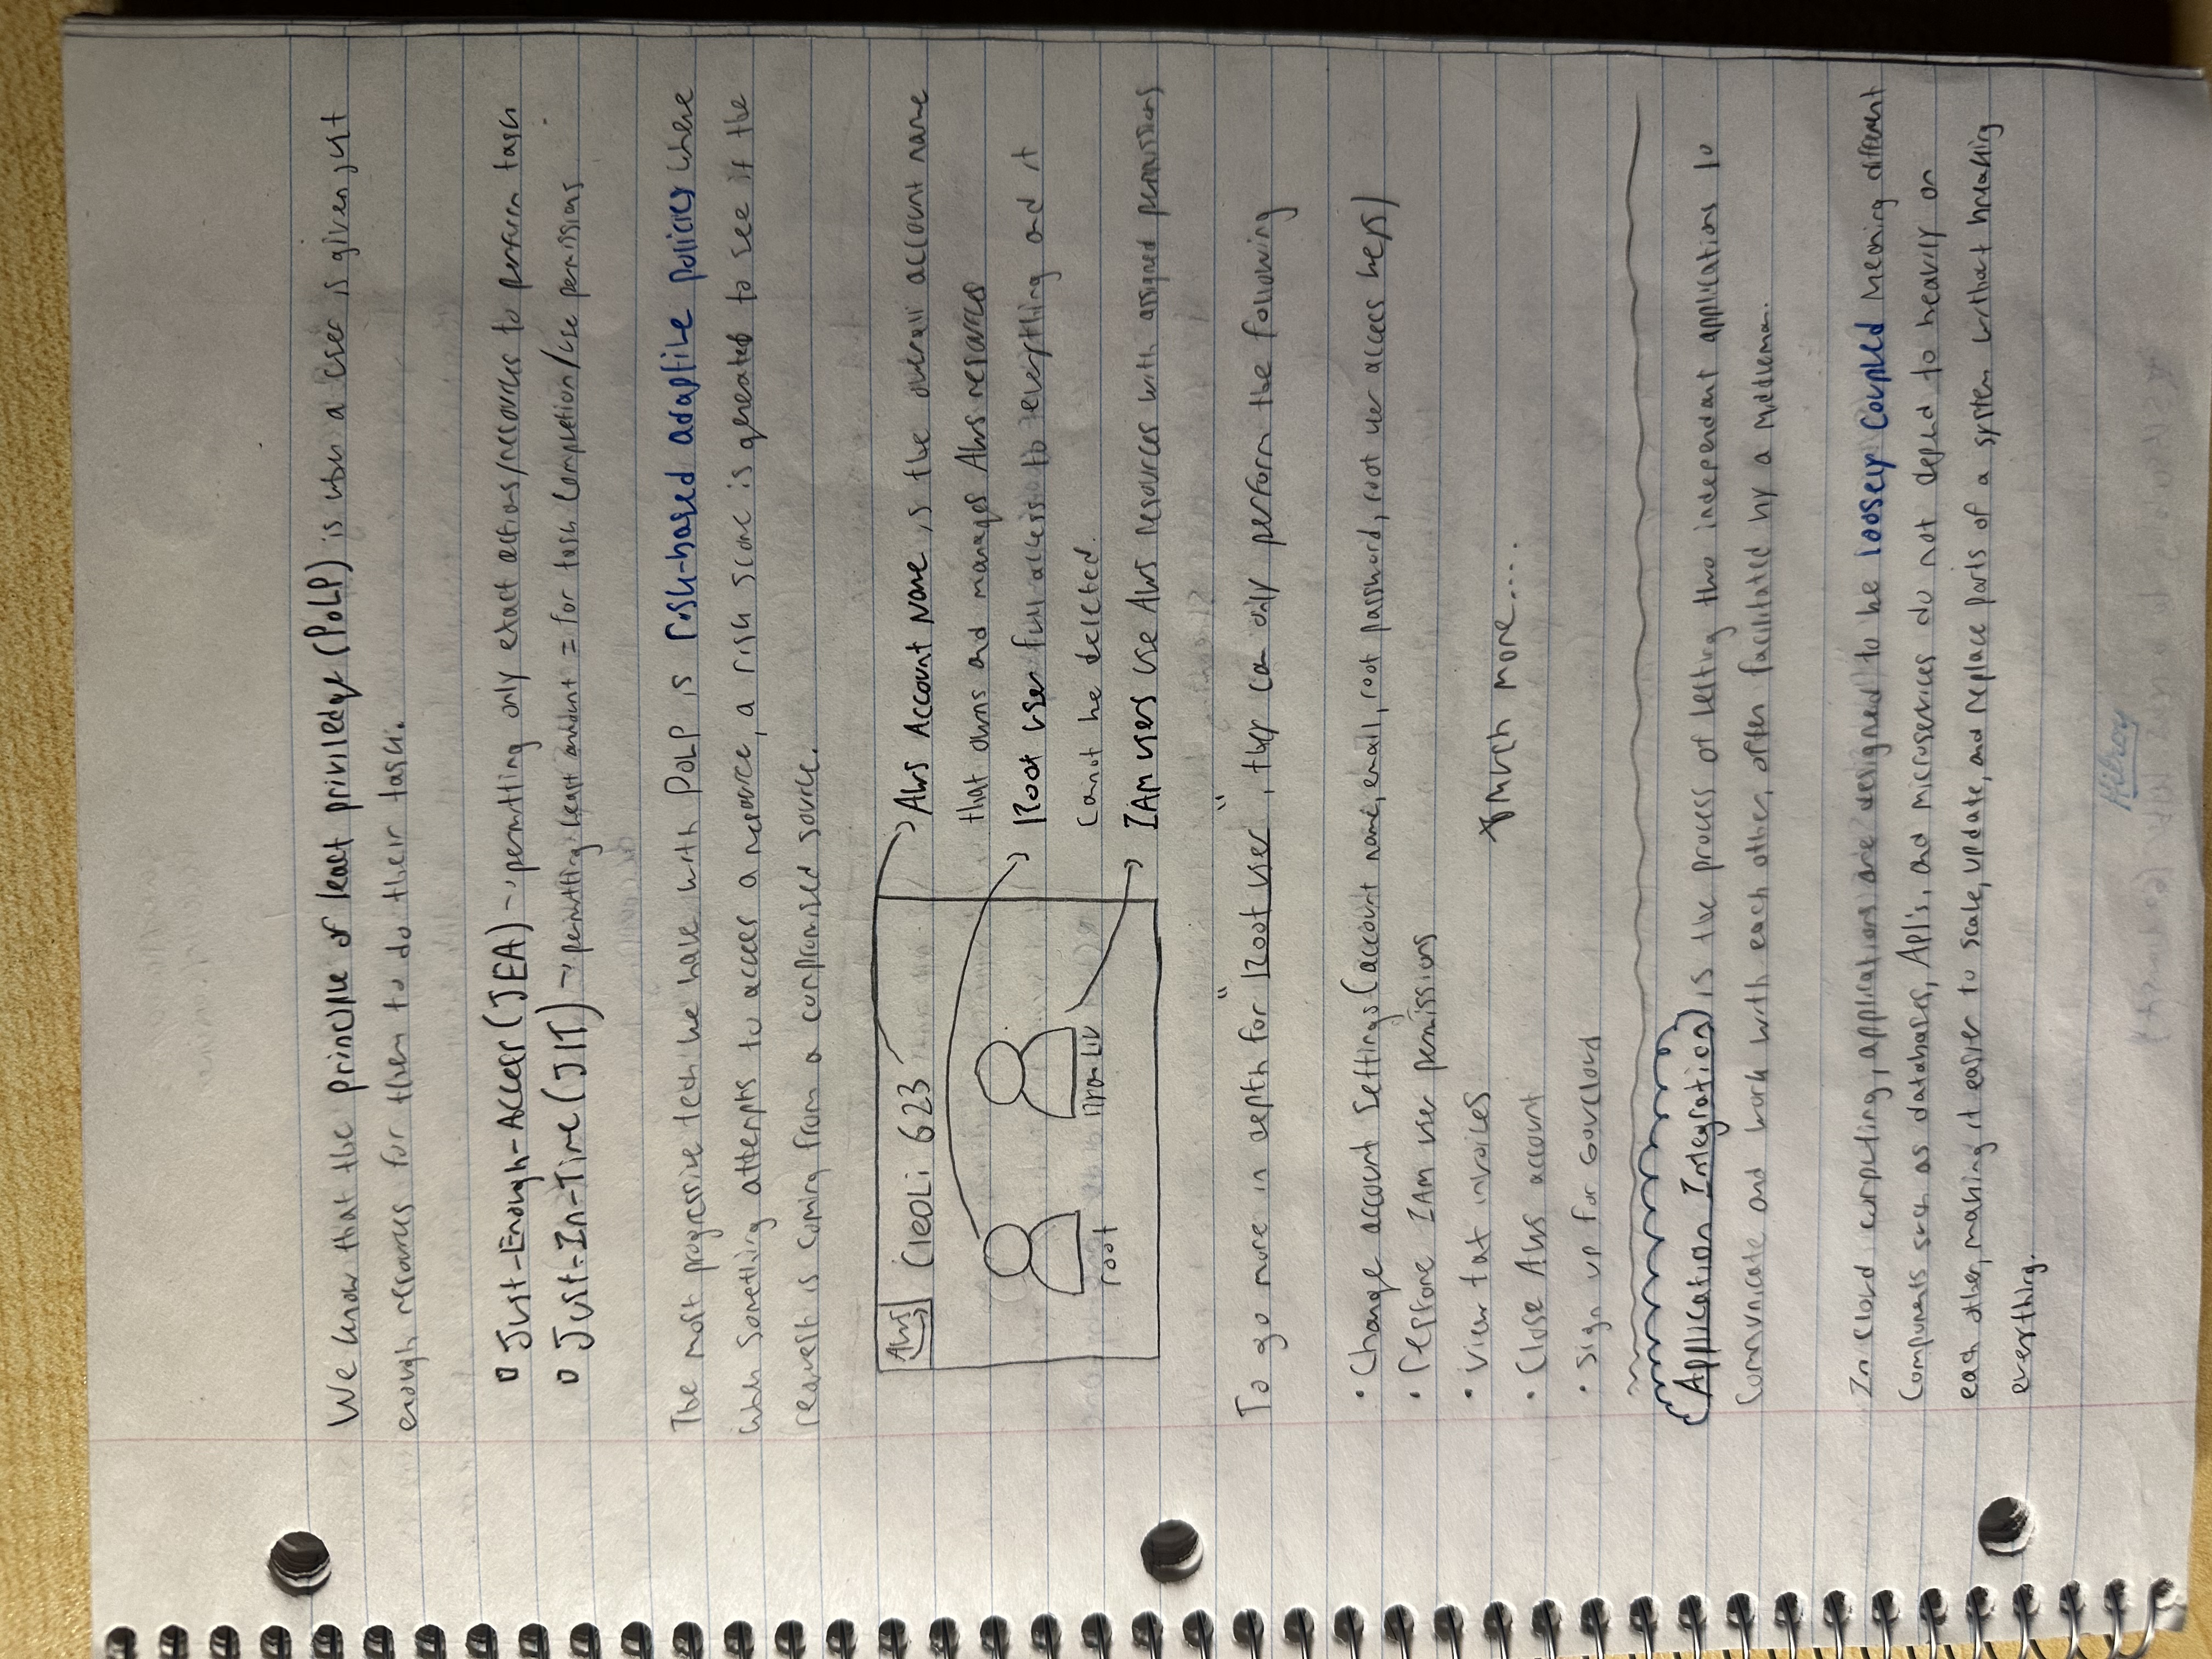 We know that the principle of least priviledge (PoLP) is when a user is given just
enough resources for them to do their task.
Just-Enough-Access (JEA) → permitting only exact actions/resources to perform task
Just-In-Time (JIT) → permitting least amount = for task completion/use permissions
The most progressive tech we have with PoLP is risk-based adaptive policies where
when something attempts to access a resource, a risk score is generated to see if the
request is coming from a compromised source.
AWS CleoLi 623
root
AWS Account Name is the overall account name
that owns and manages AWS resources
Root user full access to everything and it
cannot be deleted.
IAM users use AWS resources with assigned permissions
To go more in depth for "Root user", they can only perform the following
• Change account settings (account name, email, root password, root user access keys)
• restore IAM user permissions
• View tax invoices
*much more....
• Close AWS account
• Sign up for GovCloud
Application Integration is the process of letting two independant applications to
communicate and work with each other, often facilitated by a middleman.
In cloud computing, applications are designed to be loosely coupled meaning different
components such as databases, API's, and microservices do not depend to heavily on
each other, making it easier to scale, update, and replace parts of a system without breaking
everything.
Hilroy